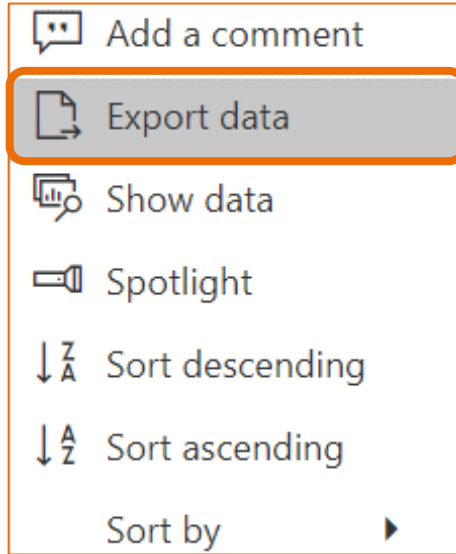 Add a comment
Export data
Show data
Spotlight
Z
A
Sort descending
A
Z
Sort ascending
Sort by